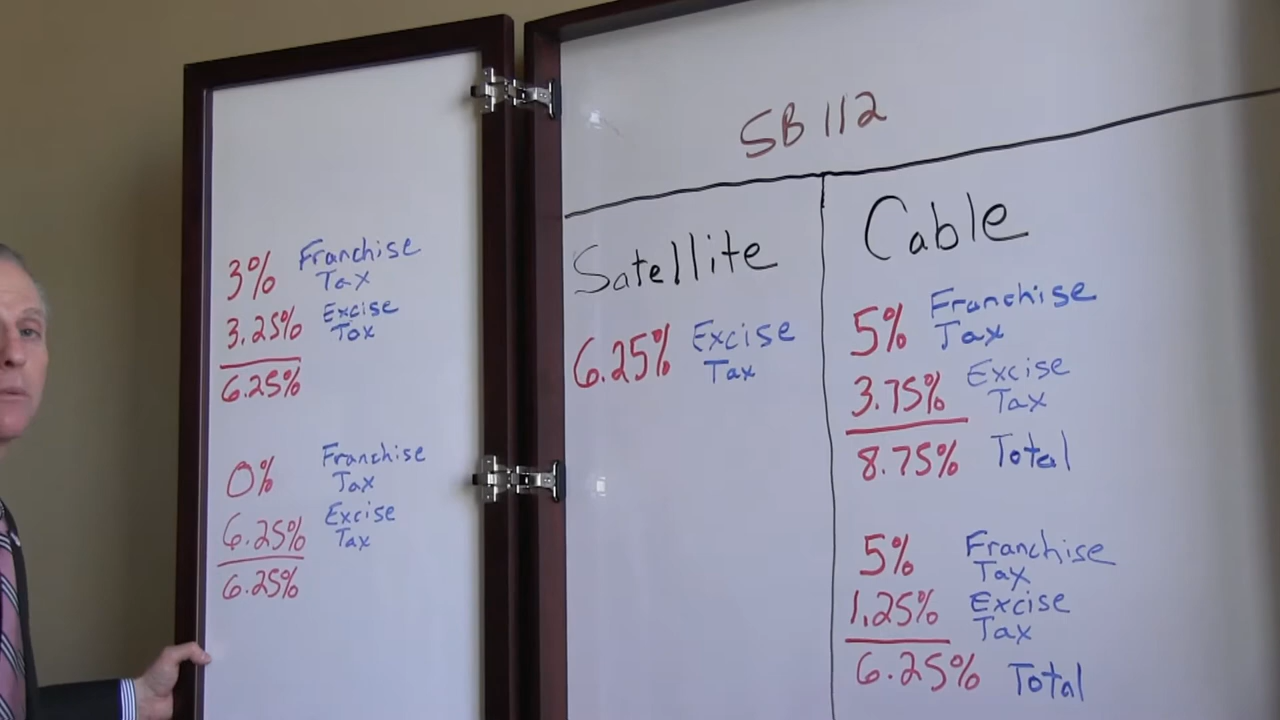 3% Franchise
Tax
3.25% Excise
Tax
6.25%
0% Franchise
Tax
6.25% Excise
Tax
6.25%
SB 112
Satellite
6.25% Excise
Tax
Cable
5% Franchise
Tax
3.75% Excise
Tax
8.75% Total
5% Franchise
Tax
1.25% Excise
Tax
6.25% Total